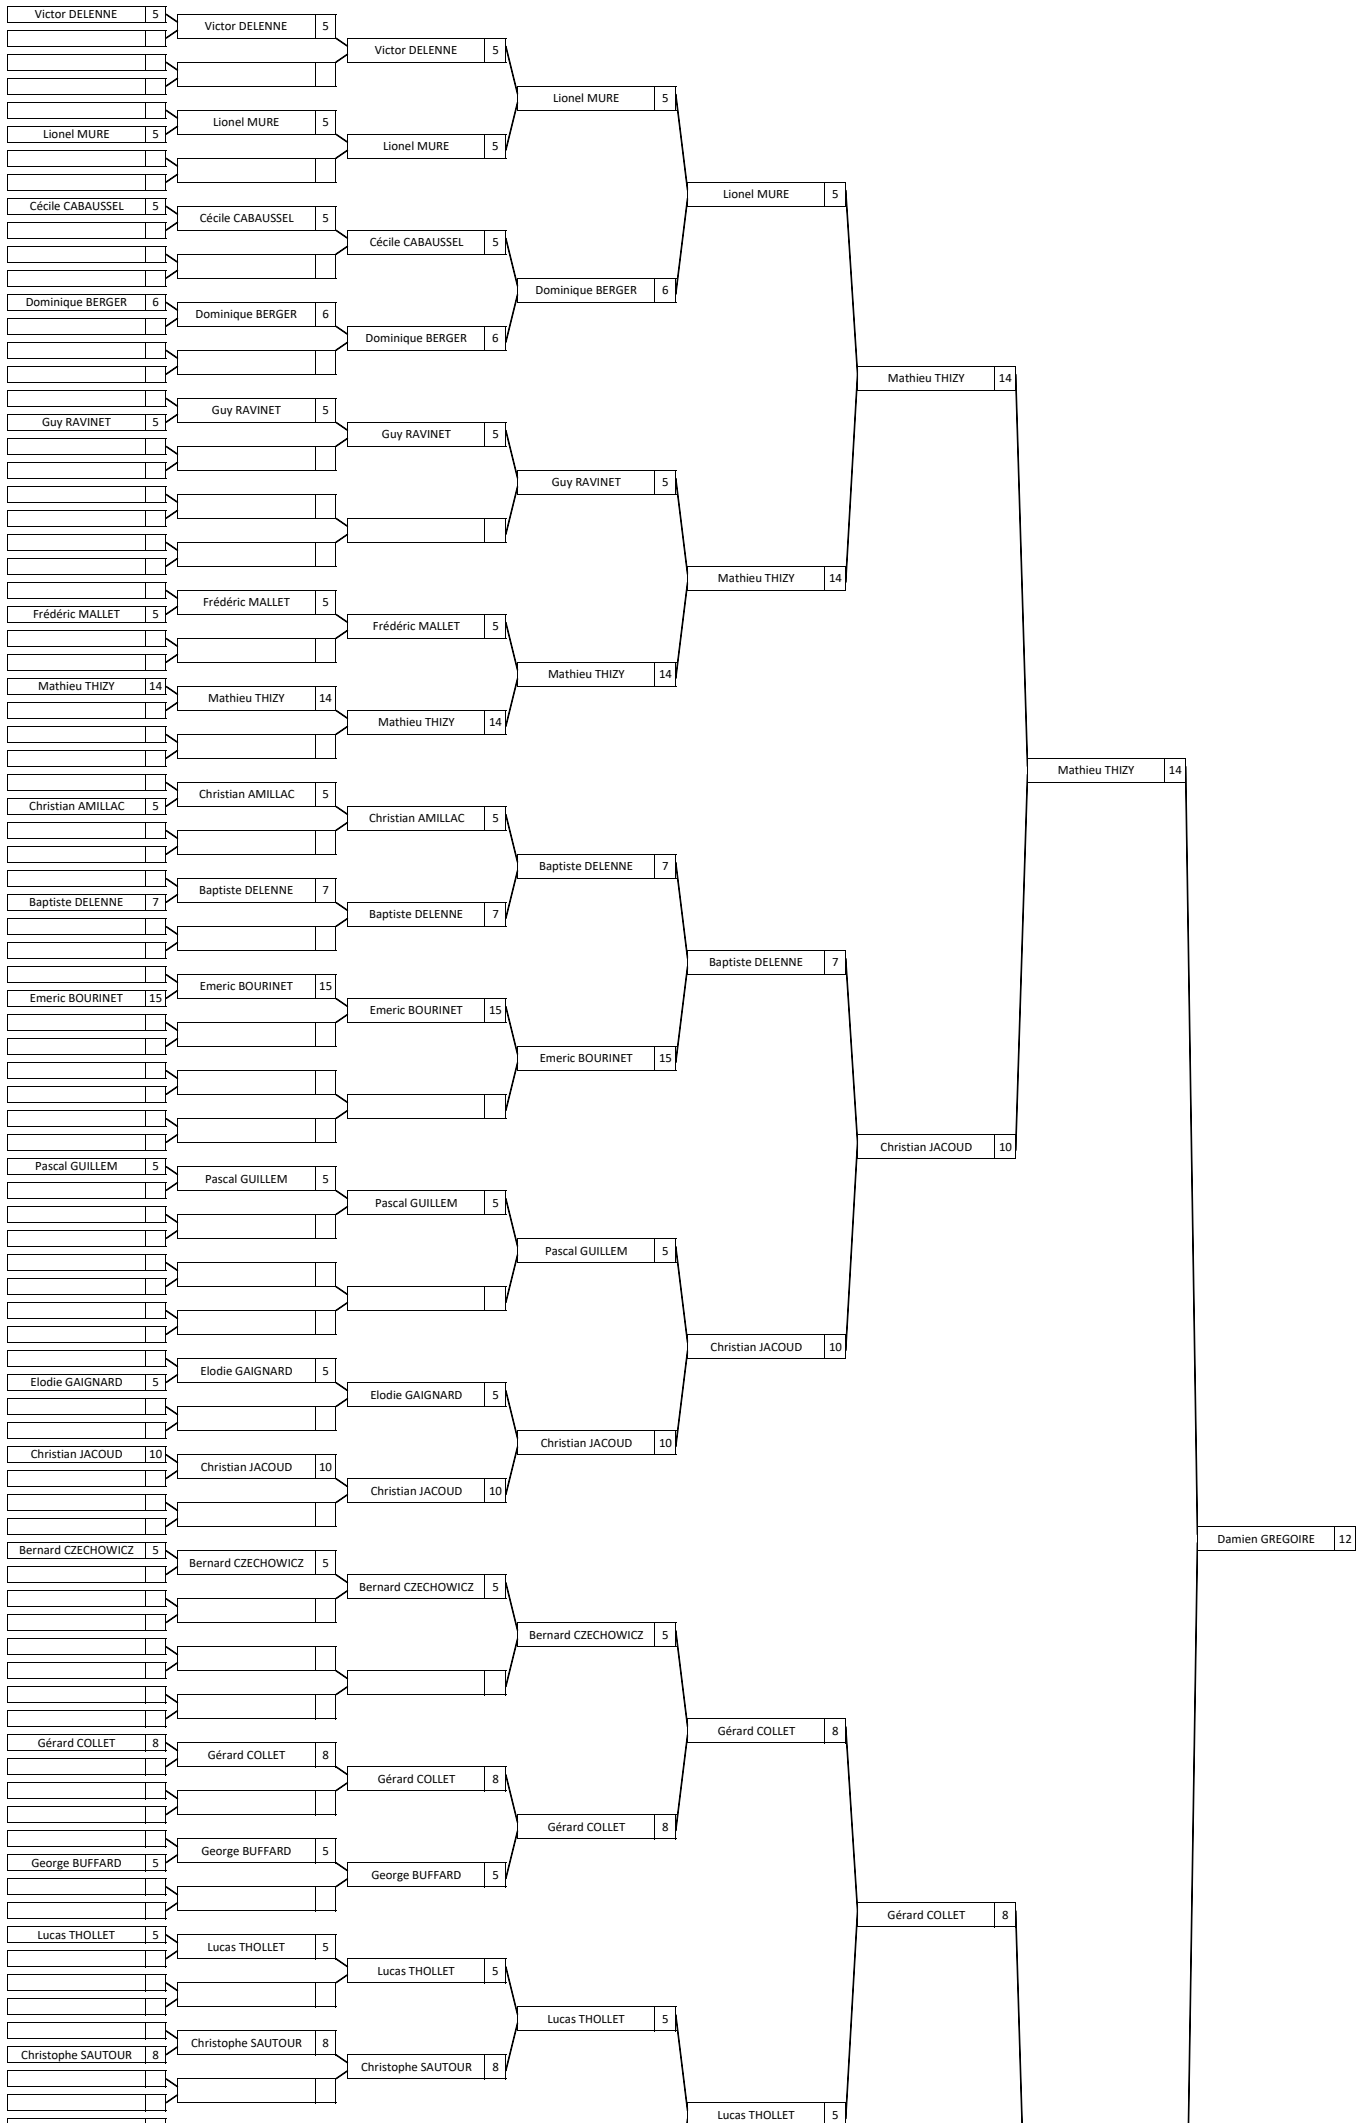 Victor DELENNE 5
Victor DELENNE 5
Victor DELENNE 5
Lionel MURE 5
Lionel MURE 5
Lionel MURE 5
Lionel MURE 5
Lionel MURE 5
Cécile CABAUSSEL 5
Cécile CABAUSSEL 5
Cécile CABAUSSEL 5
Dominique BERGER 6
Dominique BERGER 6
Dominique BERGER 6
Dominique BERGER 6
Mathieu THIZY 14
Guy RAVINET 5
Guy RAVINET 5
Guy RAVINET 5
Guy RAVINET 5
Mathieu THIZY 14
Frédéric MALLET 5
Frédéric MALLET 5
Frédéric MALLET 5
Mathieu THIZY 14
Mathieu THIZY 14
Mathieu THIZY 14
Mathieu THIZY 14
Mathieu THIZY 14
Christian AMILLAC 5
Christian AMILLAC 5
Christian AMILLAC 5
Baptiste DELENNE 7
Baptiste DELENNE 7
Baptiste DELENNE 7
Baptiste DELENNE 7
Baptiste DELENNE 7
Emeric BOURINET 15
Emeric BOURINET 15
Emeric BOURINET 15
Emeric BOURINET 15
Christian JACOUD 10
Pascal GUILLEM 5
Pascal GUILLEM 5
Pascal GUILLEM 5
Pascal GUILLEM 5
Christian JACOUD 10
Elodie GAIGNARD 5
Elodie GAIGNARD 5
Elodie GAIGNARD 5
Christian JACOUD 10
Christian JACOUD 10
Christian JACOUD 10
Christian JACOUD 10
Damien GREGOIRE 12
Bernard CZECHOWICZ 5
Bernard CZECHOWICZ 5
Bernard CZECHOWICZ 5
Bernard CZECHOWICZ 5
Gérard COLLET 8
Gérard COLLET 8
Gérard COLLET 8
Gérard COLLET 8
Gérard COLLET 8
George BUFFARD 5
George BUFFARD 5
George BUFFARD 5
Gérard COLLET 8
Lucas THOLLET 5
Lucas THOLLET 5
Lucas THOLLET 5
Lucas THOLLET 5
Christophe SAUTOUR 8
Christophe SAUTOUR 8
Christophe SAUTOUR 8
Lucas THOLLET 5